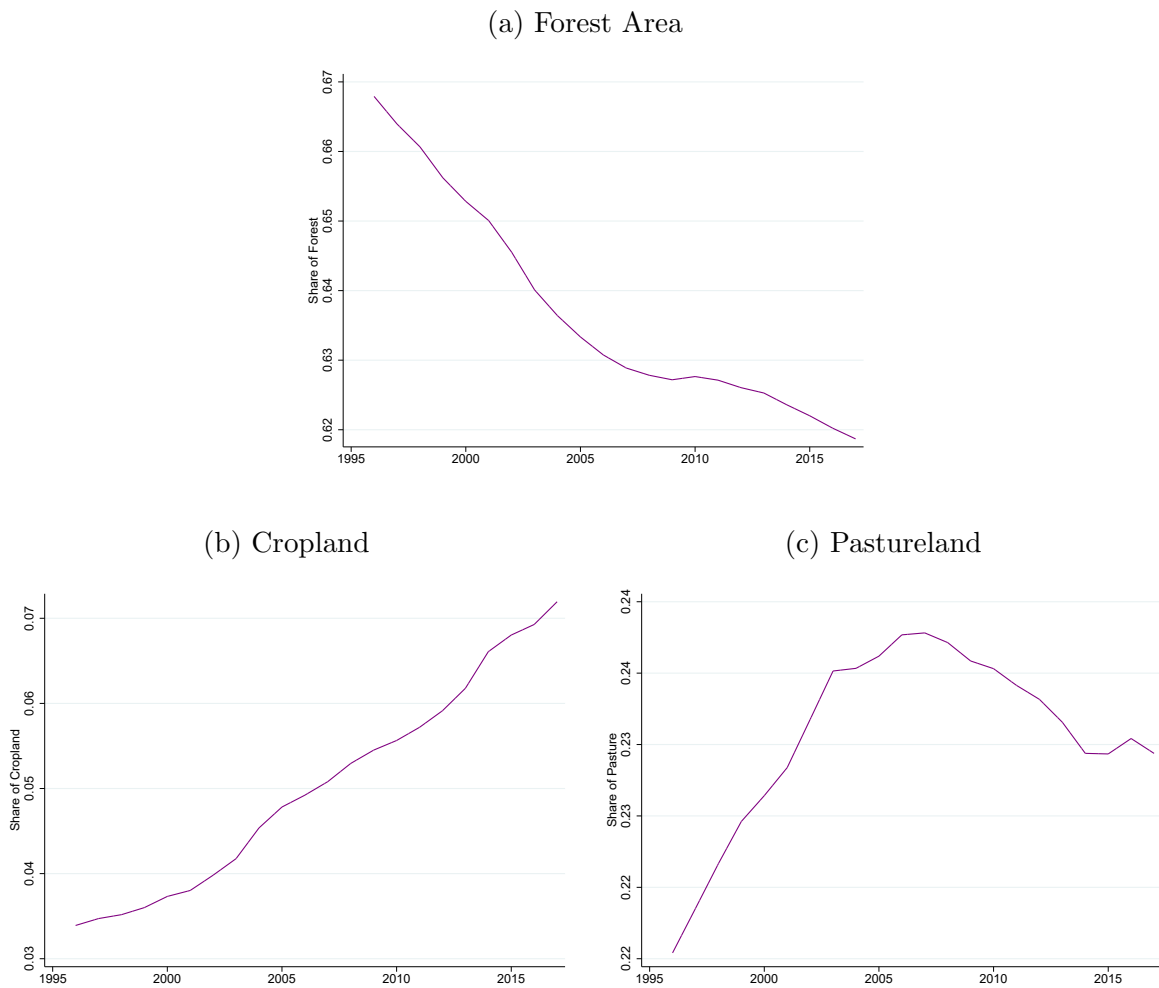 (a) Forest Area
0.67
0.66
0.65
0.64
0.63
0.62
Share of Forest
1995 2000 2005 2010 2015
(b) Cropland
0.07
0.06
0.05
0.04
0.03
Share of Cropland
1995 2000 2005 2010 2015
(c) Pastureland
0.24
0.24
0.23
0.23
0.22
0.22
Share of Pasture
1995 2000 2005 2010 2015